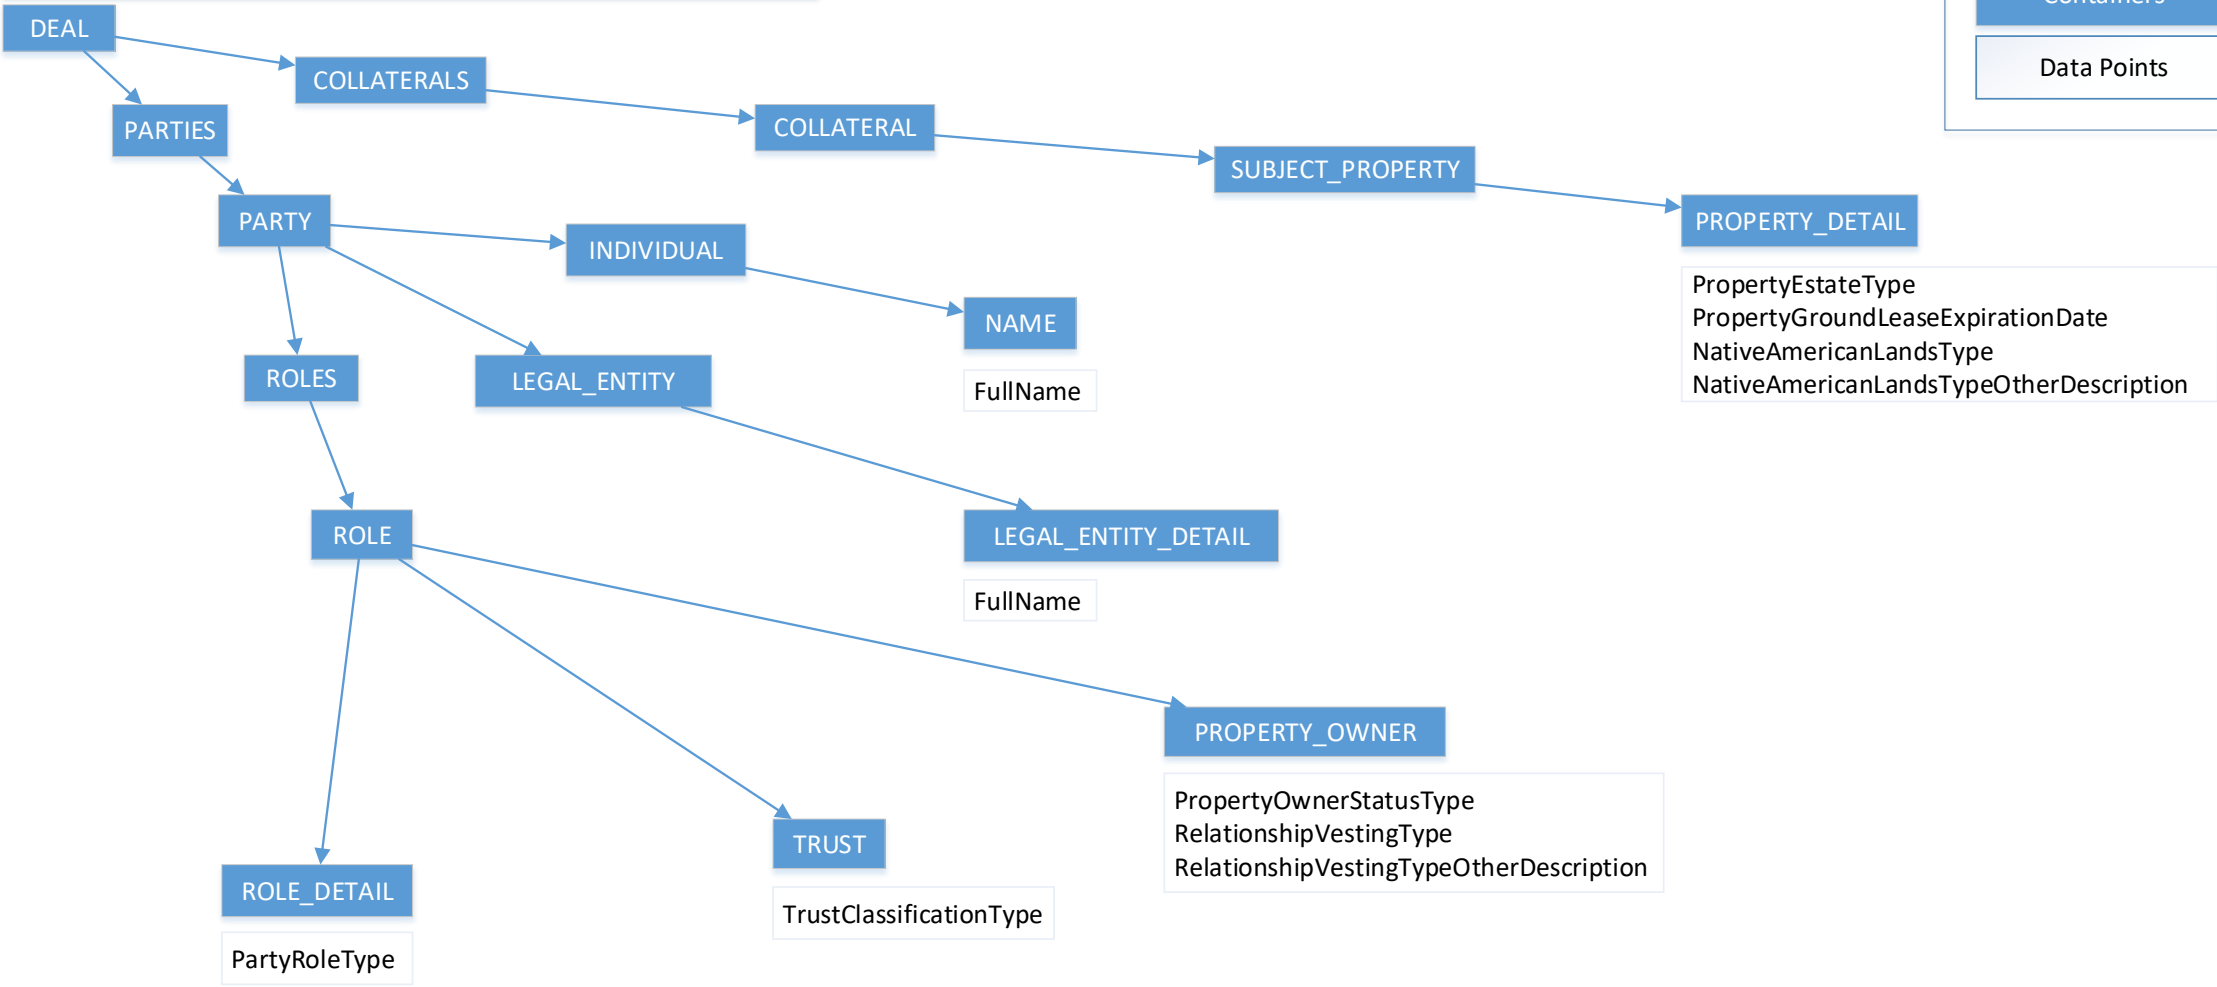 DEAL
Containers
COLLATERALS
Data Points
PARTIES
COLLATERAL
SUBJECT_PROPERTY
PARTY
INDIVIDUAL
PROPERTY_DETAIL
PropertyEstateType
PropertyGroundLeaseExpirationDate
NativeAmericanLandsType
NativeAmericanLandsTypeOtherDescription
NAME
FullName
ROLES
LEGAL_ENTITY
ROLE
LEGAL_ENTITY_DETAIL
FullName
PROPERTY_OWNER
PropertyOwnerStatusType
RelationshipVestingType
RelationshipVestingTypeOtherDescription
TRUST
TrustClassificationType
ROLE_DETAIL
PartyRoleType